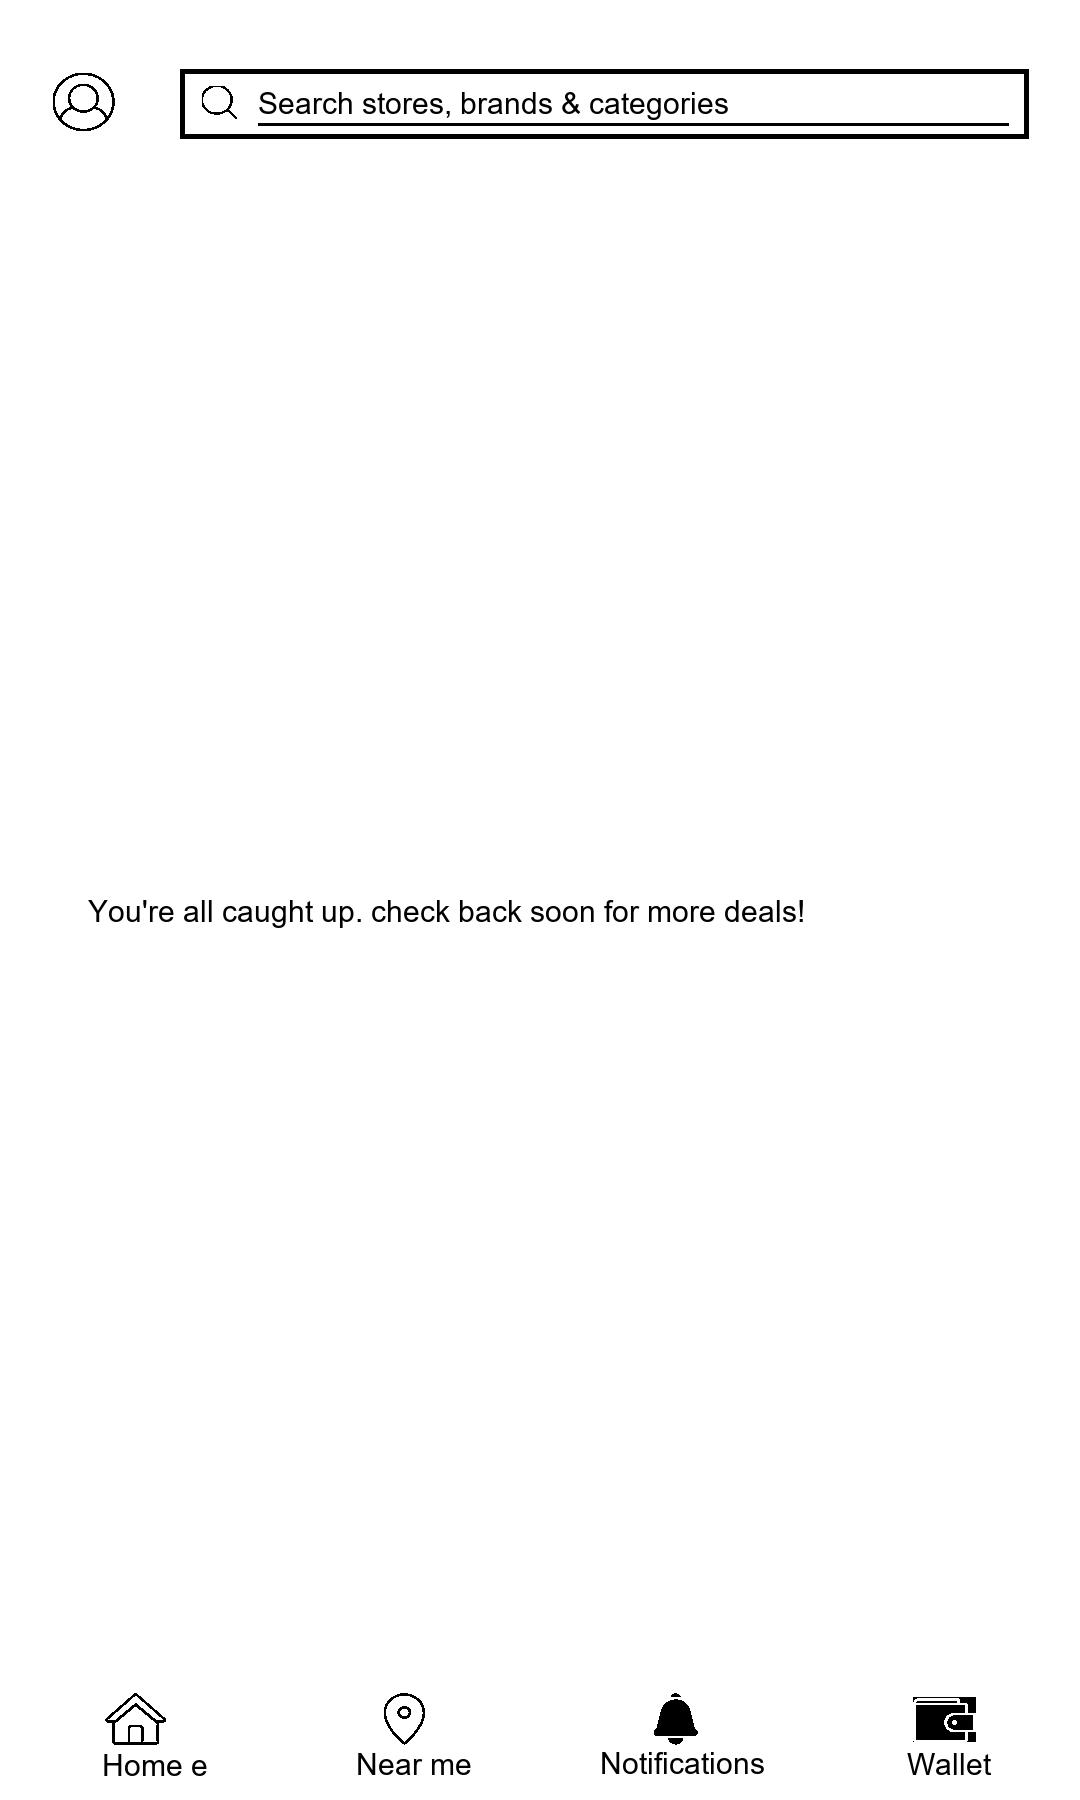 Search stores, brands & categories
You're all caught up. check back soon for more deals!
Home e
Near me
Notifications
Wallet